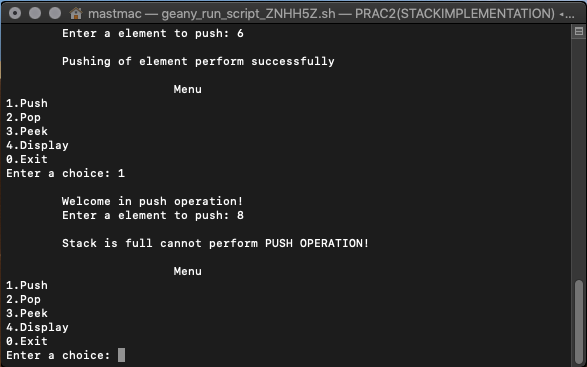 mastmac — geany_run_script_ZNHH5Z.sh — PRAC2(STACKIMPLEMENTATION) ◂...
Enter a element to push: 6
Pushing of element perform successfully
Menu
1.Push
2.Pop
3.Peek
4.Display
0.Exit
Enter a choice: 1
Welcome in push operation!
Enter a element to push: 8
Stack is full cannot perform PUSH OPERATION!
Menu
1.Push
2.Pop
3.Peek
4.Display
0.Exit
Enter a choice: